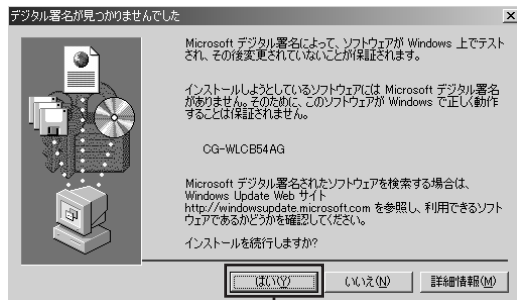 デジタル署名が見つかりませんでした
Microsoft デジタル署名によって、ソフトウェアが Windows 上でテスト
され、その後変更されていないことが保証されます。
インストールしようとしているソフトウェアには Microsoft デジタル署名
がありません。そのために、このソフトウェアが Windows で正しく動作
することは保証されません。
CG-WLCB54AG
Microsoft デジタル署名されたソフトウェアを検索する場合は、
Windows Update Web サイト
http://windowsupdate.microsoft.com を参照し、利用できるソフト
ウェアであるかどうかを確認してください。
インストールを続行しますか?
はい(Y) いいえ(N) 詳細情報(M)